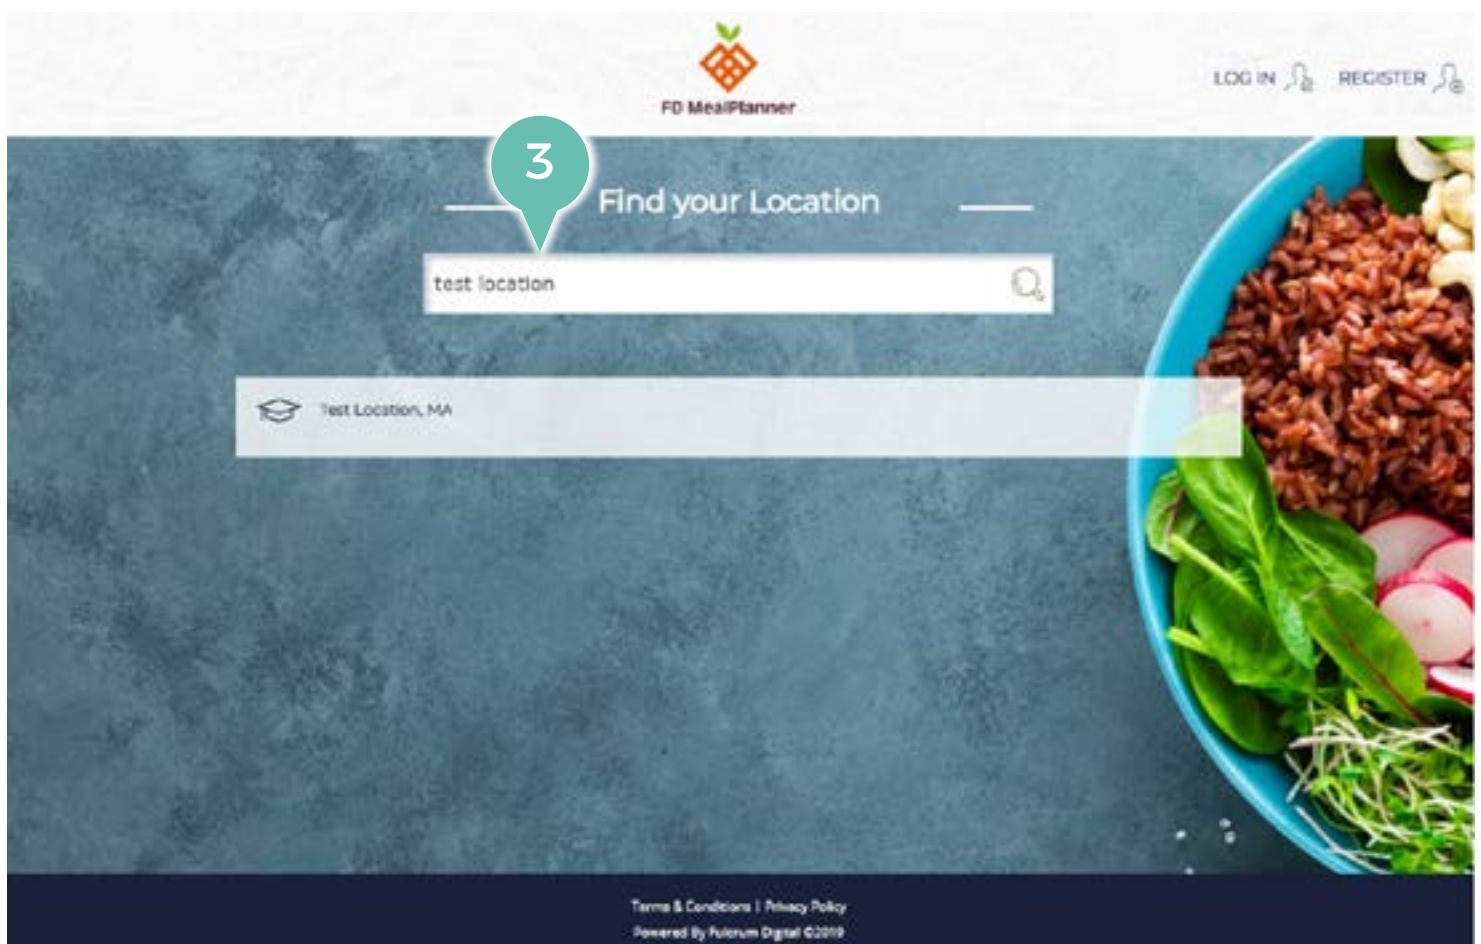 FD MealPlanner
LOG IN
REGISTER
3
Find your Location
test location
Test Location, MA
Terms & Conditions | Privacy Policy
Powered By Fulcrum Digital ©2019